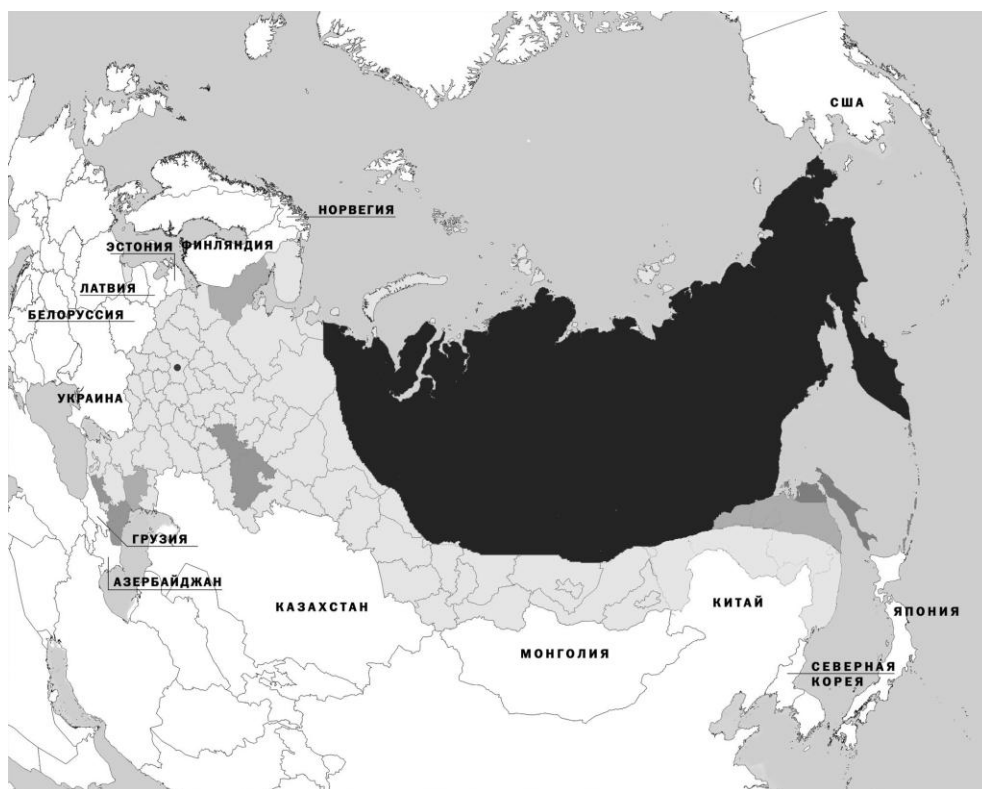 США
НОРВЕГИЯ
ЭСТОНИЯ
ФИНЛЯНДИЯ
ЛАТВИЯ
БЕЛОРУССИЯ
УКРАИНА
ГРУЗИЯ
АЗЕРБАЙДЖАН
КАЗАХСТАН
КИТАЙ
ЯПОНИЯ
МОНГОЛИЯ
СЕВЕРНАЯ
КОРЕЯ